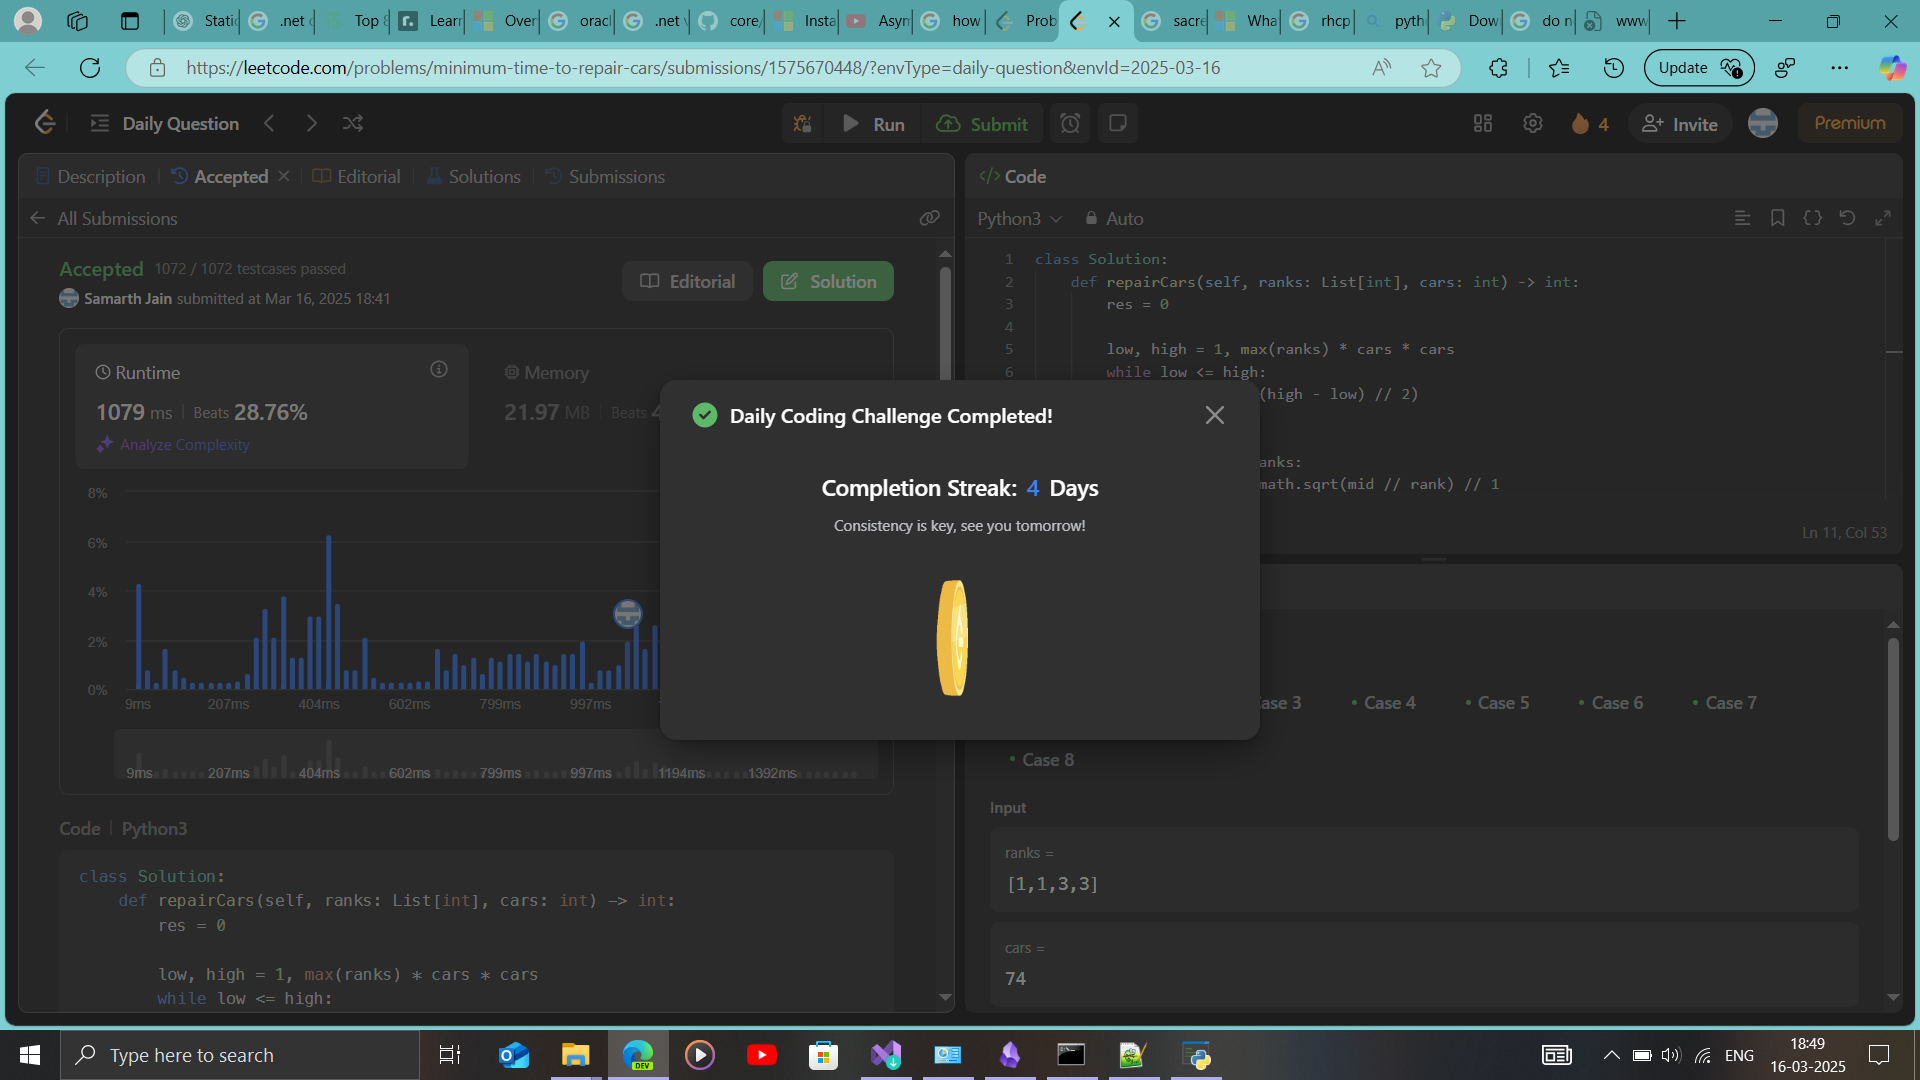 Static
.net c
Top 8
Learn
Over
oracl
.net v
core/
Insta
Asyn
how
Prob
sacre
Wha
rhcp
pyth
Dow
do n
www
https://leetcode.com/problems/minimum-time-to-repair-cars/submissions/1575670448/?envType=daily-question&envId=2025-03-16
Update
Daily Question
Run
Submit
4
Invite
Premium
Description
Accepted
Editorial
Solutions
Submissions
All Submissions
Accepted 1072 / 1072 testcases passed
Samarth Jain submitted at Mar 16, 2025 18:41
Editorial
Solution
Runtime
1079 ms | Beats 28.76%
Analyze Complexity
Memory
21.97 MB | Beats 4
8%
6%
4%
2%
0%
9ms 207ms 404ms 602ms 799ms 997ms
9ms 207ms 404ms 602ms 799ms 997ms 1194ms 1392ms
Code | Python3
class Solution:
def repairCars(self, ranks: List[int], cars: int) -> int:
res = 0
low, high = 1, max(ranks) * cars * cars
while low <= high:
Daily Coding Challenge Completed!
Completion Streak: 4 Days
Consistency is key, see you tomorrow!
</> Code
Python3
Auto
1 class Solution:
2 def repairCars(self, ranks: List[int], cars: int) -> int:
3 res = 0
4
5 low, high = 1, max(ranks) * cars * cars
6 while low <= high:
(high - low) // 2)
anks:
math.sqrt(mid // rank) // 1
Ln 11, Col 53
ase 3
Case 4
Case 5
Case 6
Case 7
Case 8
Input
ranks =
[1,1,3,3]
cars =
74
Type here to search
DEV
ENG
18:49
16-03-2025